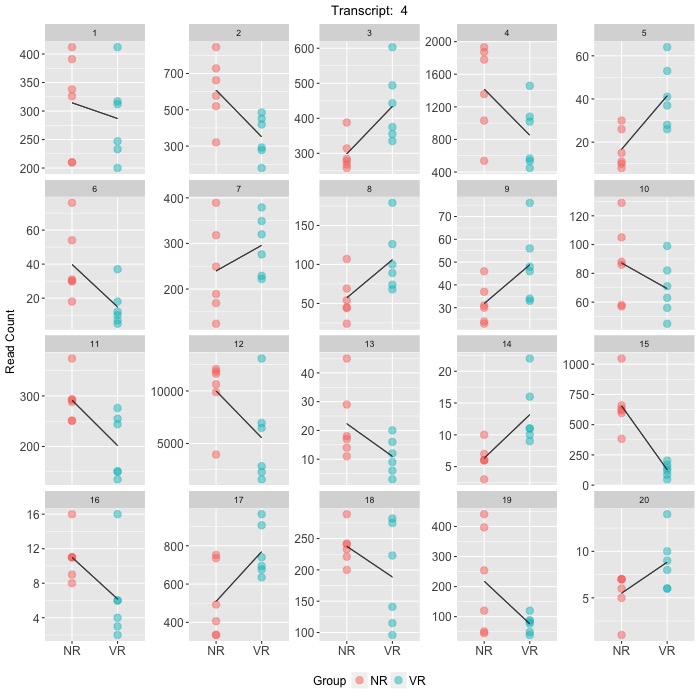 Transcript: 4
1 2 3 4 5
400 350 300 250 200
700 500 300
600 500 400 300
2000 1600 1200 800 400
60 40 20
6 7 8 9 10
60 40 20
400 300 200
150 100 50
70 60 50 40 30
120 100 80 60
Read Count
11 12 13 14 15
300 200
10000 5000
40 30 20 10
20 15 10 5
1000 750 500 250 0
16 17 18 19 20
16 12 8 4
800 600 400
250 200 150 100
400 300 200 100
10 5
NR VR NR VR NR VR NR VR NR VR
Group NR VR